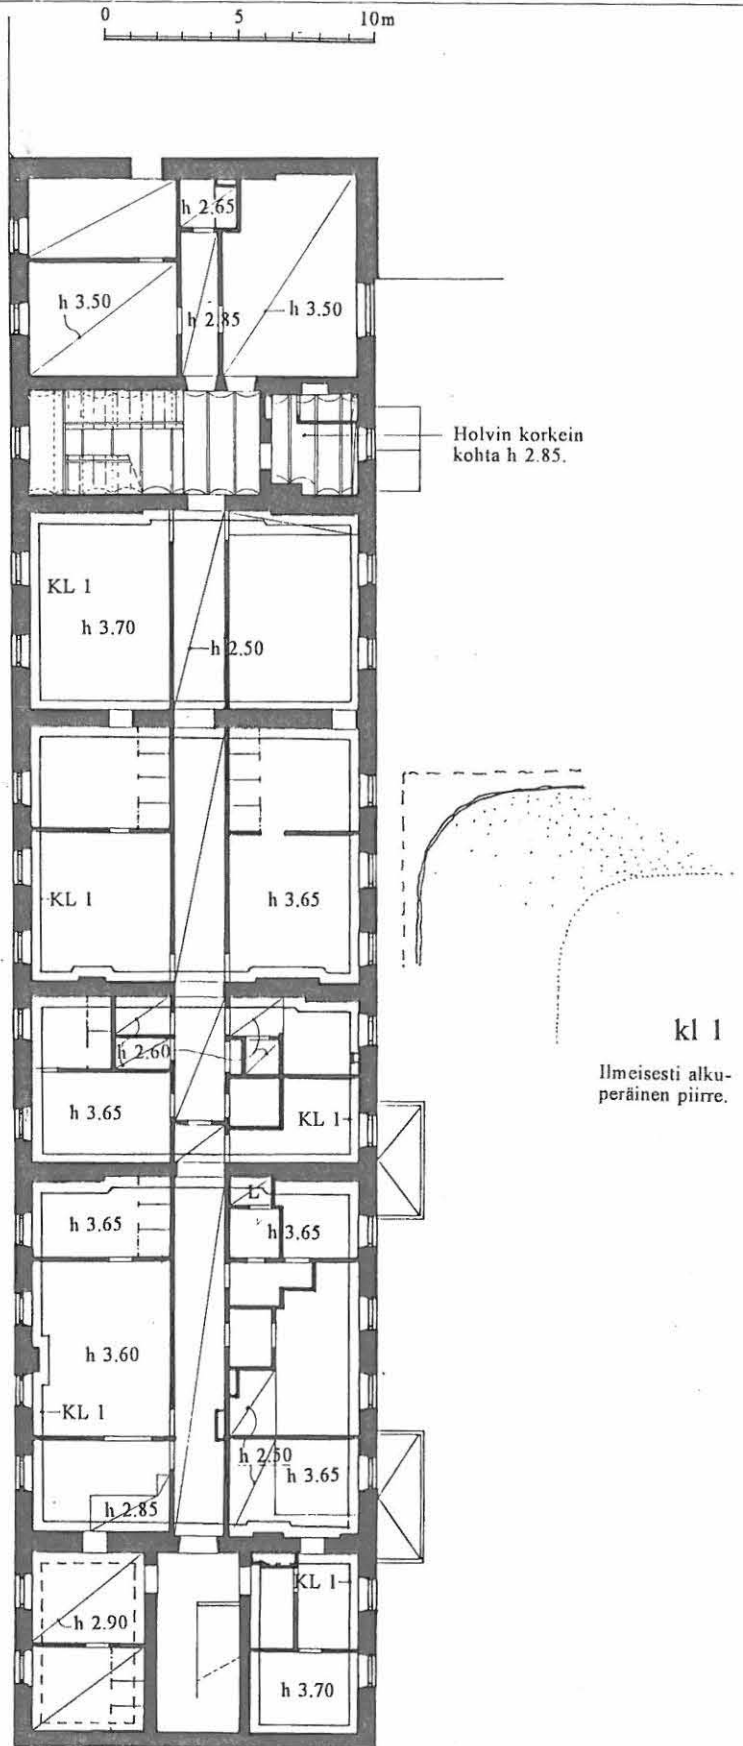 0 5 10m
h 2.65
h 3.50
h 2.85
h 3.50
Holvin korkein
kohta h 2.85.
KL 1
h 3.70
h 2.50
KL 1
h 3.65
kl 1
Ilmeisesti alku-
peräinen piirre.
h 2.60
h 3.65
KL 1
L
h 3.65
h 3.65
h 3.60
KL 1
h 2.50
h 3.65
h 2.85
KL 1
h 2.90
h 3.70